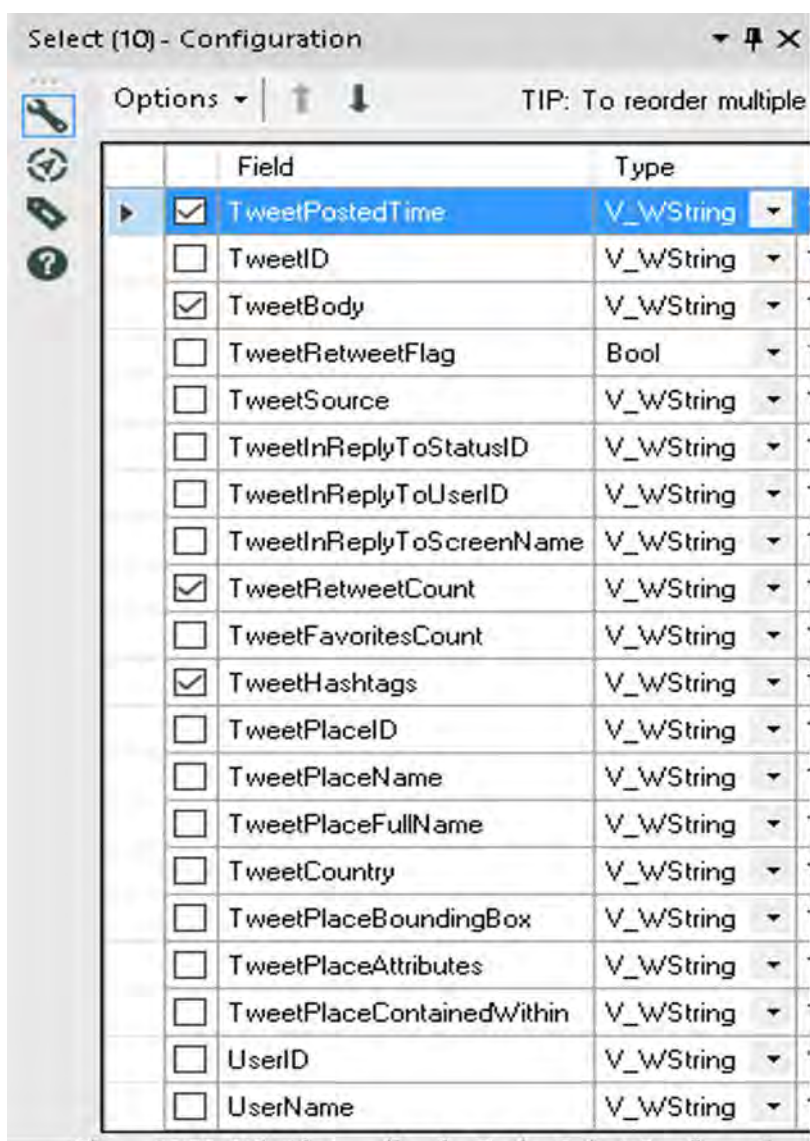 Select (10) - Configuration
Options TIP: To reorder multiple
Field Type
TweetPostedTime V_WString
TweetID V_WString
TweetBody V_WString
TweetRetweetFlag Bool
TweetSource V_WString
TweetInReplyToStatusID V_WString
TweetInReplyToUserID V_WString
TweetInReplyToScreenName V_WString
TweetRetweetCount V_WString
TweetFavoritesCount V_WString
TweetHashtags V_WString
TweetPlaceID V_WString
TweetPlaceName V_WString
TweetPlaceFullName V_WString
TweetCountry V_WString
TweetPlaceBoundingBox V_WString
TweetPlaceAttributes V_WString
TweetPlaceContainedWithin V_WString
UserID V_WString
UserName V_WString